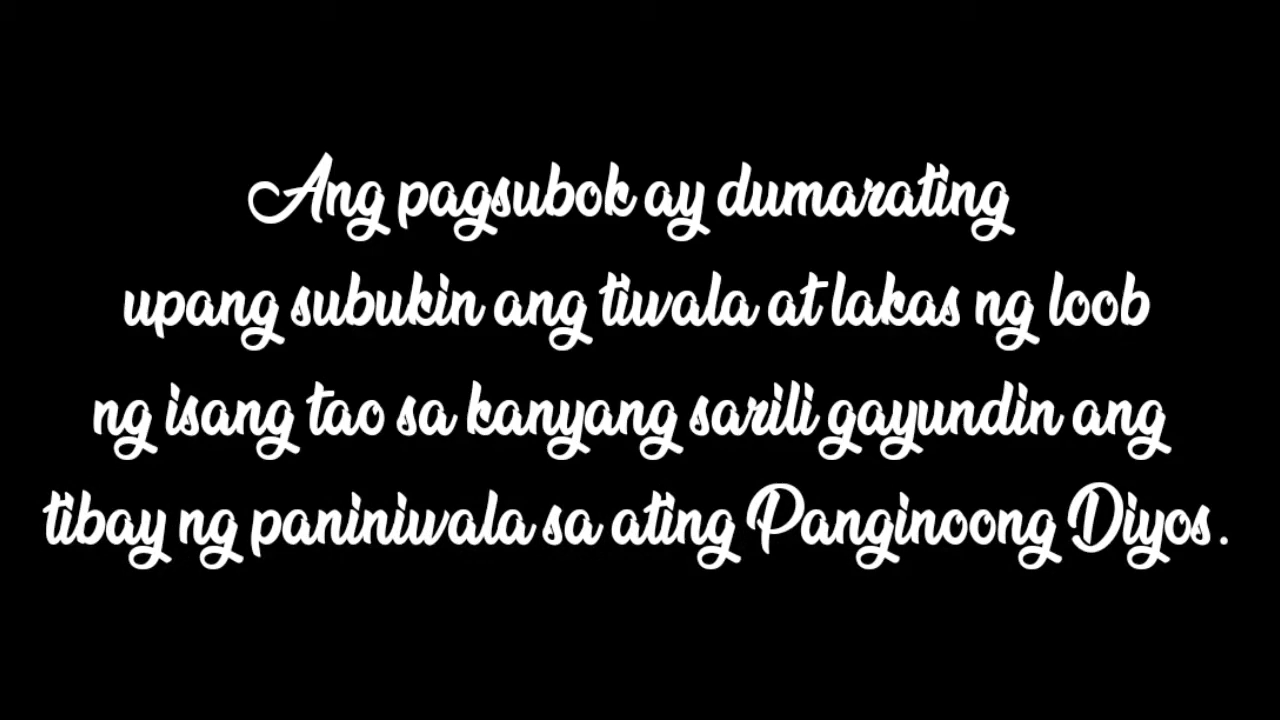 Ang pagsubok ay dumarating
upang subukin ang tiwala at lakas ng loob
ng isang tao sa kanyang sarili gayundin ang
tibay ng paniniwala sa ating Panginoong Diyos.